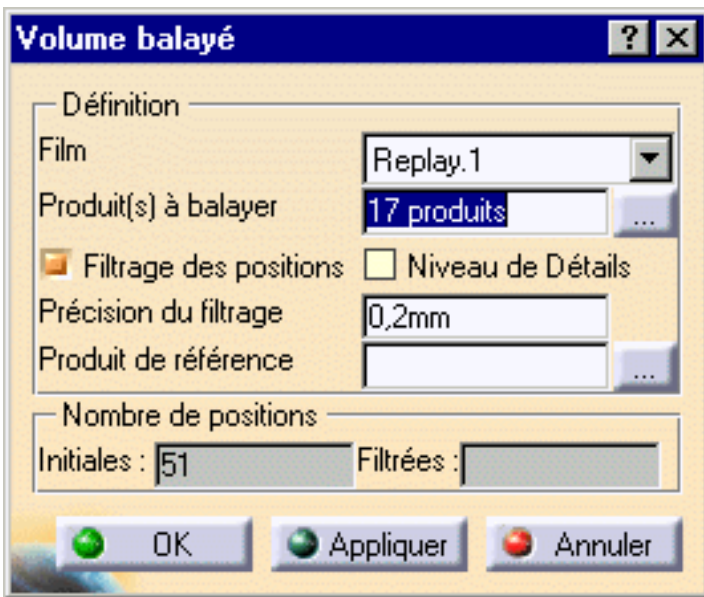 Volume balayé
Définition
Film Replay.1
Produit(s) à balayer 17 produits ...
Filtrage des positions Niveau de Détails
Précision du filtrage 0,2mm
Produit de référence ...
Nombre de positions
Initiales : 51 Filtrées :
OK Appliquer Annuler